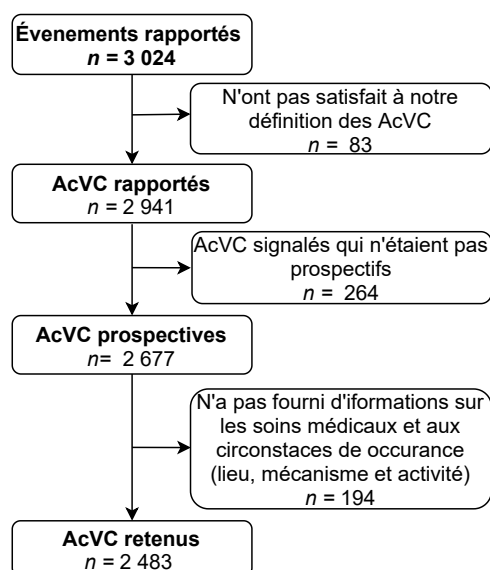 Évenements rapportés
n = 3 024
N'ont pas satisfait à notre
définition des AcVC
n = 83
AcVC rapportés
n = 2 941
AcVC signalés qui n'étaient pas
prospectifs
n = 264
AcVC prospectives
n= 2 677
N'a pas fourni d'iformations sur
les soins médicaux et aux
circonstaces de occurance
(lieu, mécanisme et activité)
n = 194
AcVC retenus
n = 2 483